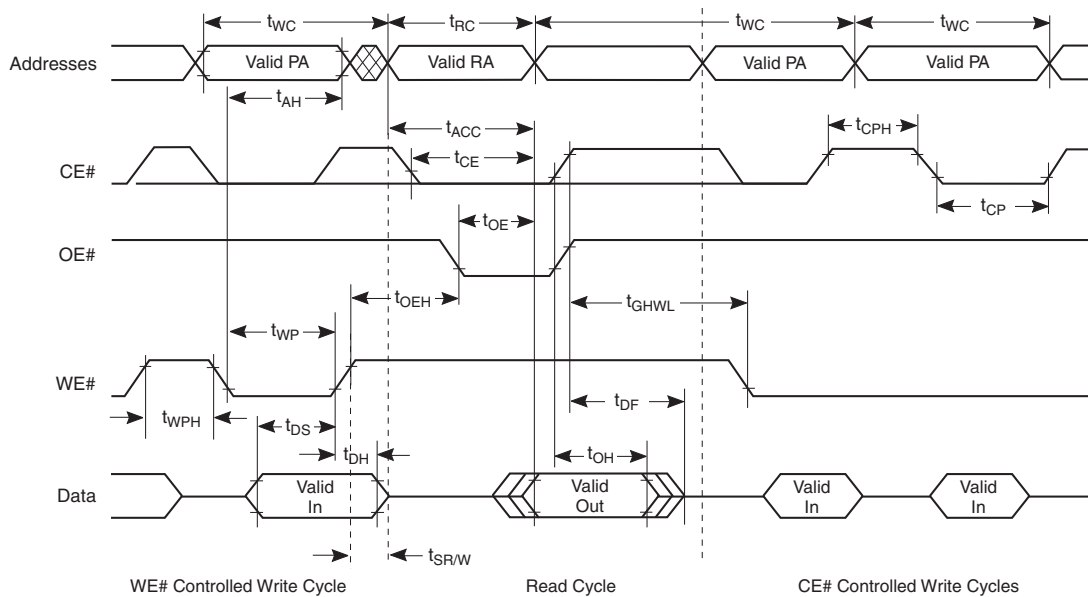 tWC tRC tWC tWC
Addresses Valid PA Valid RA Valid PA Valid PA
tAH
tACC tCPH
CE# tCE
tCP
tOE
OE#
tOEH tGHWL
tWP
WE#
tWPH tDS tDF
tDH tOH
Data Valid In Valid Out Valid In Valid In
tSR/W
WE# Controlled Write Cycle Read Cycle CE# Controlled Write Cycles